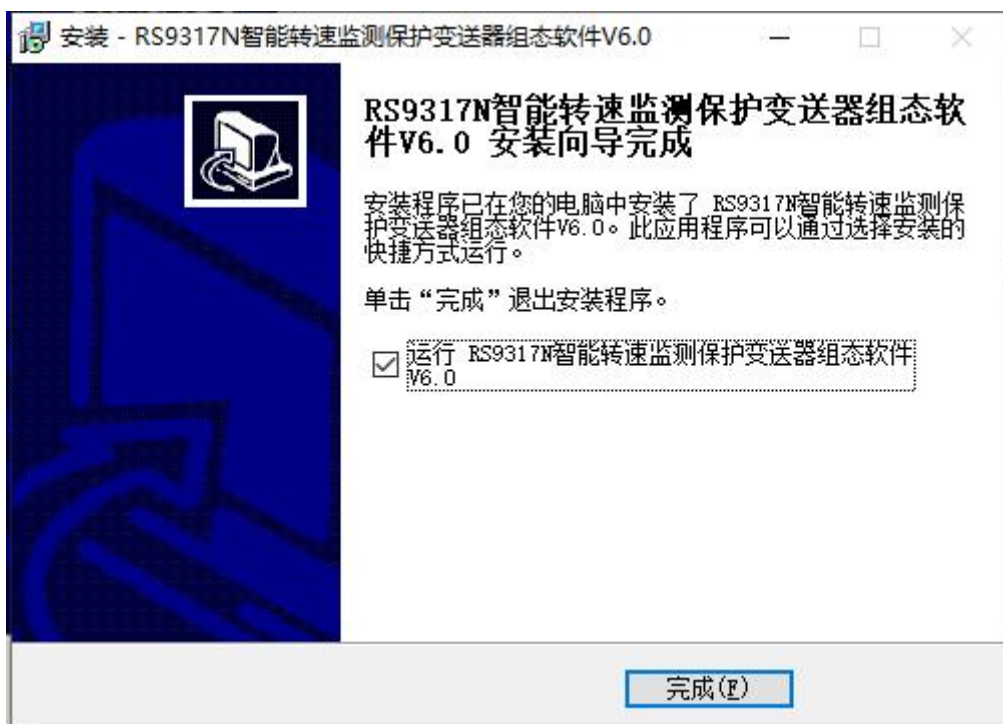 安装 - RS9317N智能转速监测保护变送器组态软件V6.0
RS9317N智能转速监测保护变送器组态软
件V6.0 安装向导完成
安装程序已在您的电脑中安装了 RS9317N智能转速监测保
护变送器组态软件V6.0。此应用程序可以通过选择安装的
快捷方式运行。
单击“完成”退出安装程序。
运行 RS9317N智能转速监测保护变送器组态软件
V6.0
完成(F)